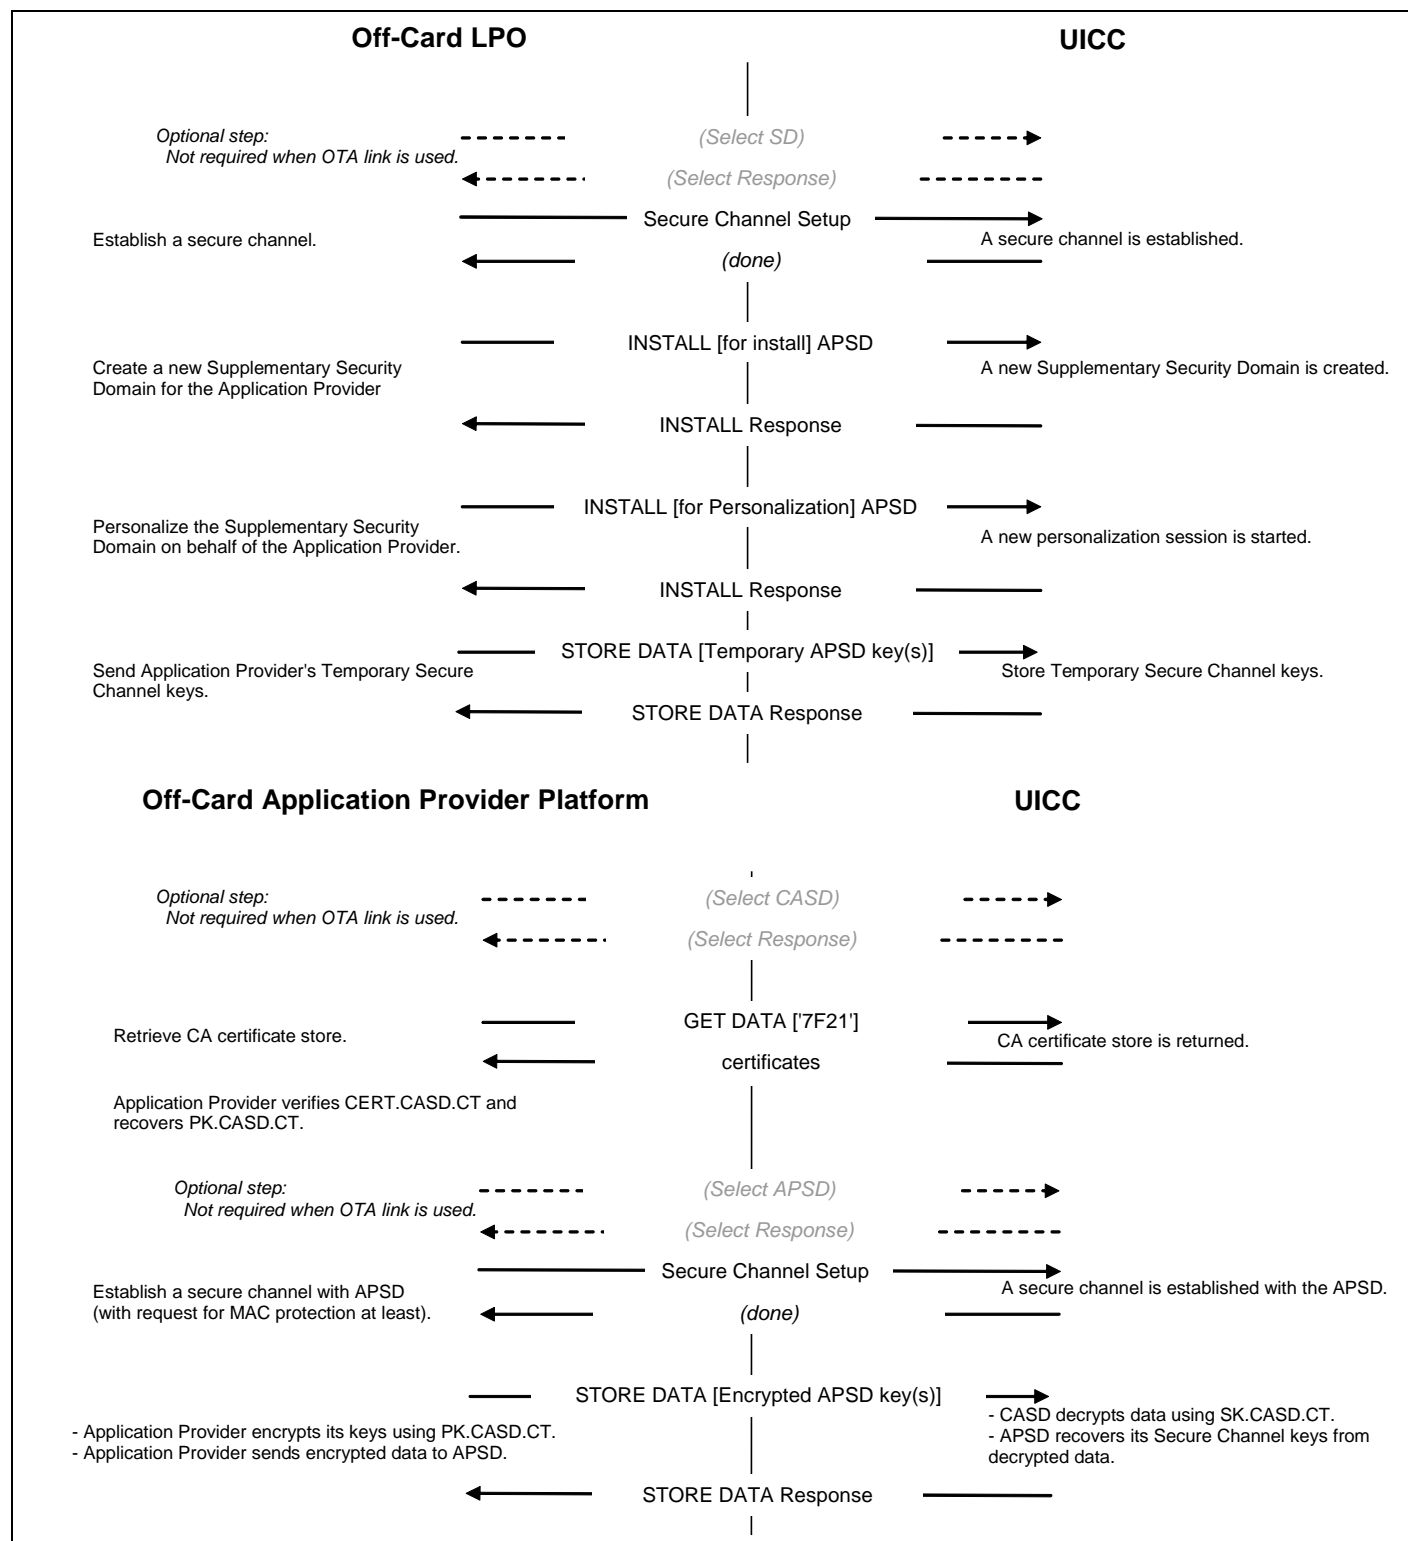 Off-Card LPO
UICC
Optional step:
Not required when OTA link is used.
(Select SD)
(Select Response)
Secure Channel Setup
Establish a secure channel.
A secure channel is established.
(done)
INSTALL [for install] APSD
Create a new Supplementary Security
Domain for the Application Provider
A new Supplementary Security Domain is created.
INSTALL Response
INSTALL [for Personalization] APSD
Personalize the Supplementary Security
Domain on behalf of the Application Provider.
A new personalization session is started.
INSTALL Response
STORE DATA [Temporary APSD key(s)]
Send Application Provider's Temporary Secure
Channel keys.
Store Temporary Secure Channel keys.
STORE DATA Response
Off-Card Application Provider Platform
UICC
Optional step:
Not required when OTA link is used.
(Select CASD)
(Select Response)
GET DATA ['7F21']
Retrieve CA certificate store.
CA certificate store is returned.
certificates
Application Provider verifies CERT.CASD.CT and
recovers PK.CASD.CT.
Optional step:
Not required when OTA link is used.
(Select APSD)
(Select Response)
Secure Channel Setup
Establish a secure channel with APSD
(with request for MAC protection at least).
A secure channel is established with the APSD.
(done)
STORE DATA [Encrypted APSD key(s)]
- Application Provider encrypts its keys using PK.CASD.CT.
- Application Provider sends encrypted data to APSD.
- CASD decrypts data using SK.CASD.CT.
- APSD recovers its Secure Channel keys from
decrypted data.
STORE DATA Response